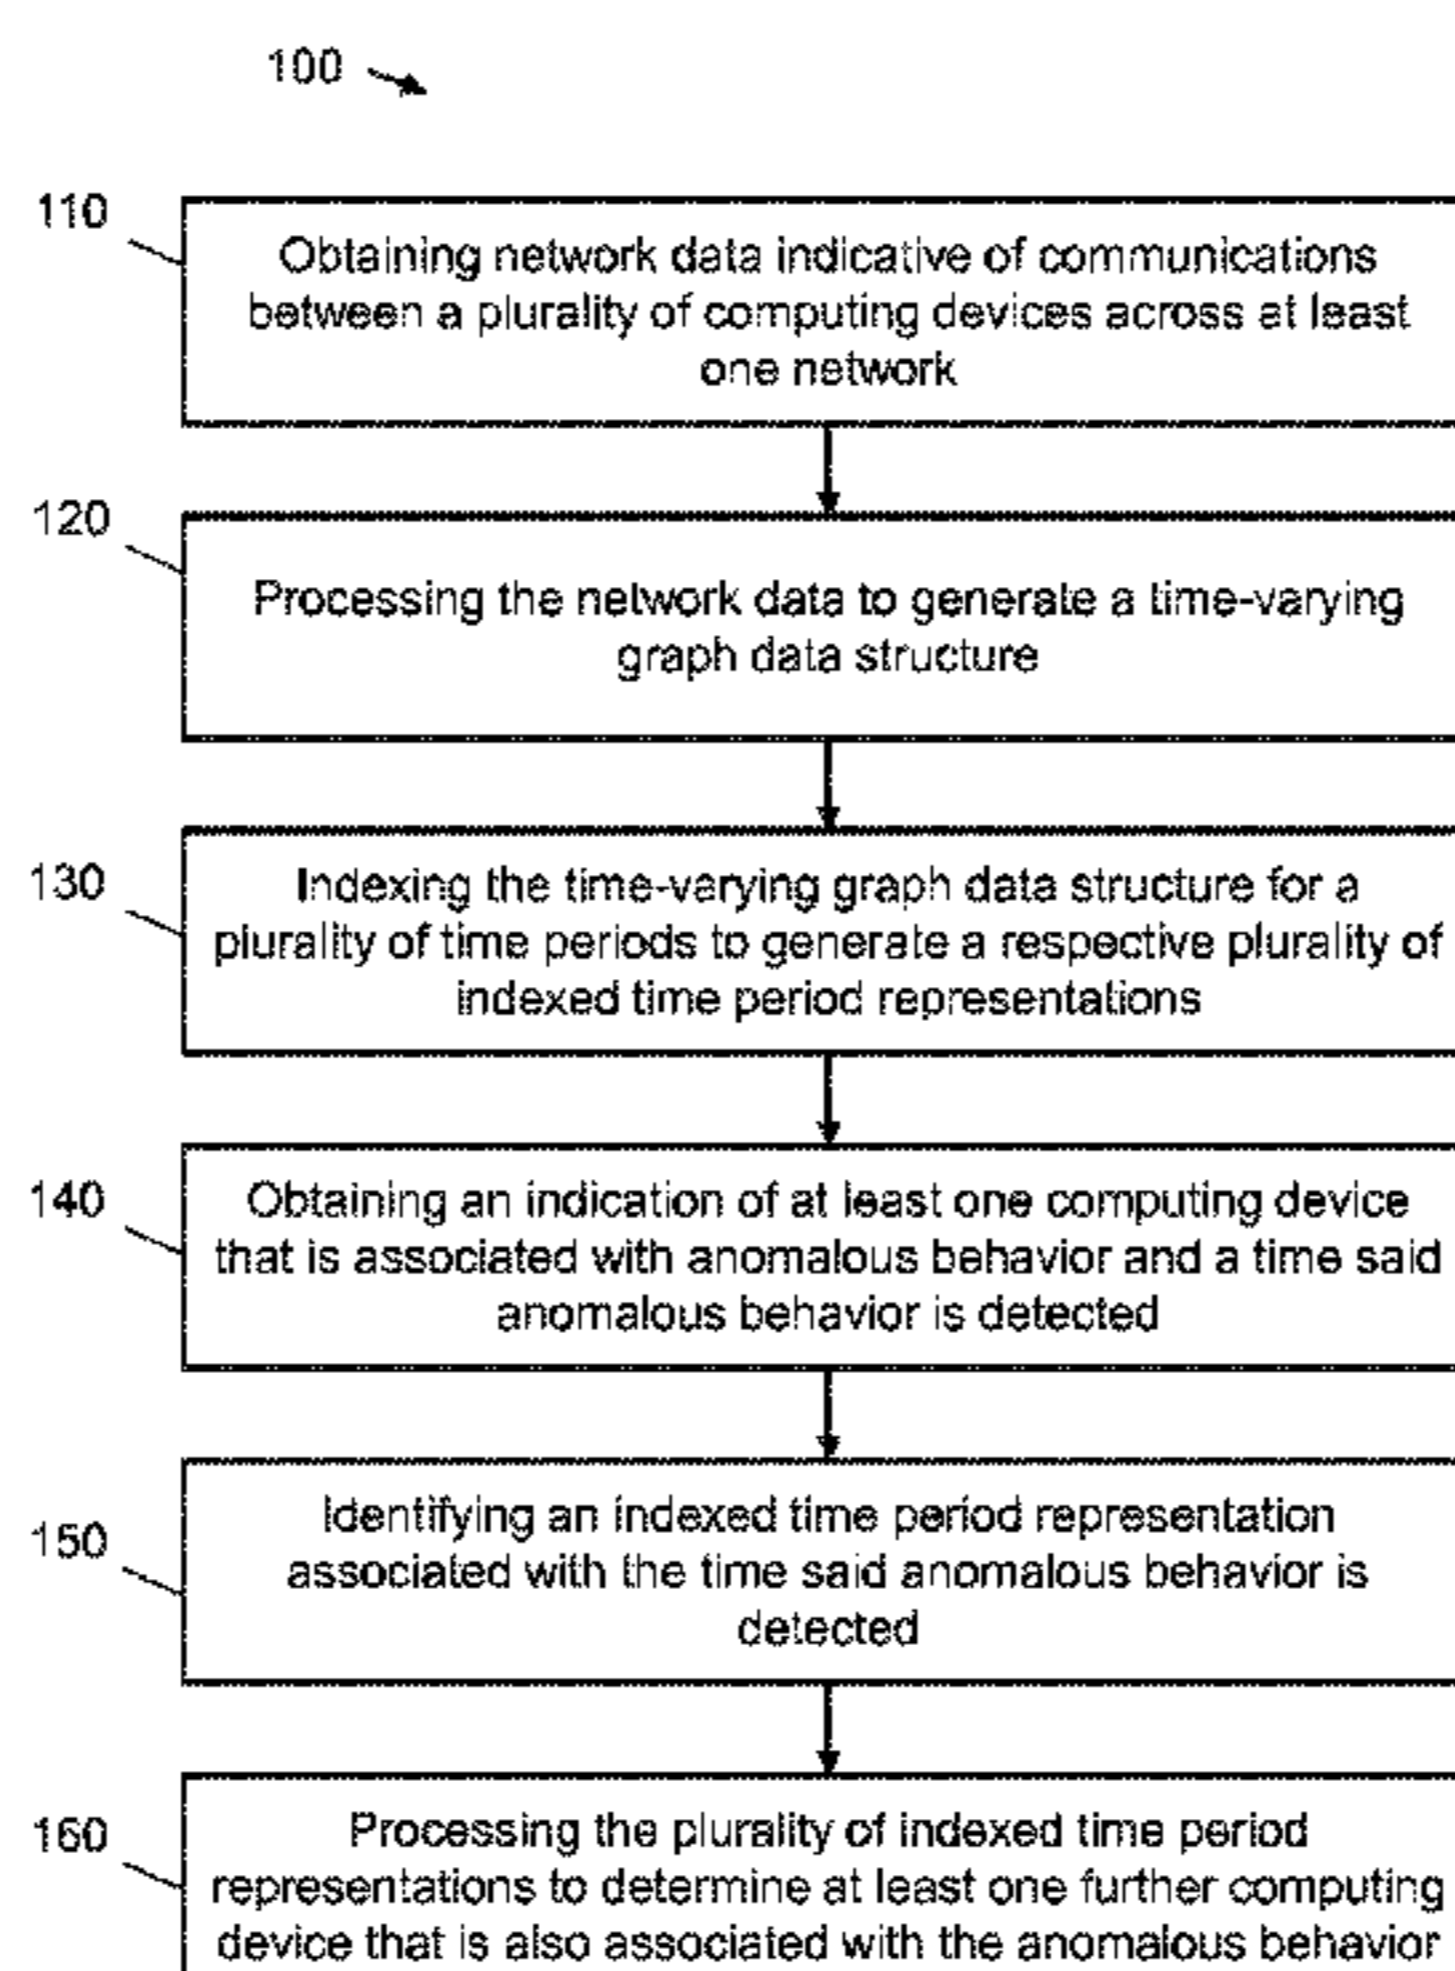 100
110
Obtaining network data indicative of communications
between a plurality of computing devices across at least
one network
120
Processing the network data to generate a time-varying
graph data structure
130
Indexing the time-varying graph data structure for a
plurality of time periods to generate a respective plurality of
indexed time period representations
140
Obtaining an indication of at least one computing device
that is associated with anomalous behavior and a time said
anomalous behavior is detected
150
Identifying an indexed time period representation
associated with the time said anomalous behavior is
detected
160
Processing the plurality of indexed time period
representations to determine at least one further computing
device that is also associated with the anomalous behavior